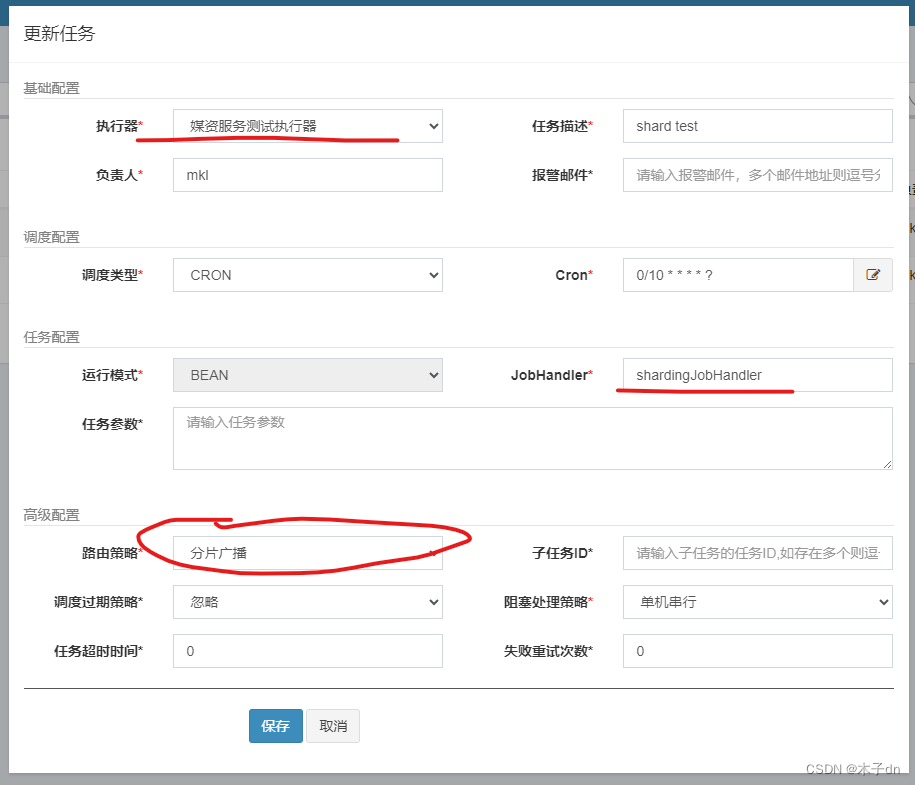 更新任务
基础配置
执行器* 媒资服务测试执行器 任务描述* shard test
负责人* mkl 报警邮件* 请输入报警邮件，多个邮件地址则逗号分
调度配置
调度类型* CRON Cron* 0/10 * * * * ?
任务配置
运行模式* BEAN JobHandler* shardingJobHandler
任务参数* 请输入任务参数
高级配置
路由策略* 分片广播 子任务ID* 请输入子任务的任务ID,如存在多个则逗
调度过期策略* 忽略 阻塞处理策略* 单机串行
任务超时时间* 0 失败重试次数* 0
保存 取消
CSDN @木子dn